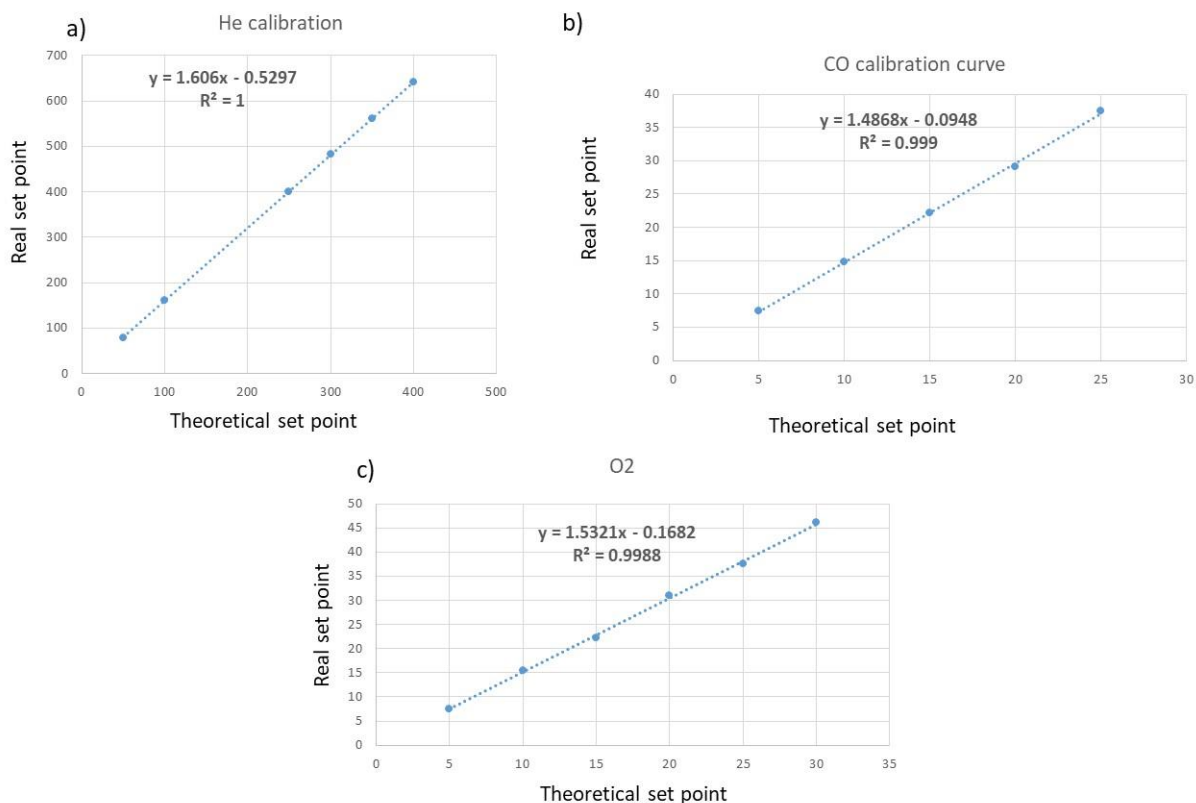 a)
He calibration
y = 1.606x - 0.5297
R² = 1
700
600
500
400
300
200
100
0
0 100 200 300 400 500
Real set point
Theoretical set point
b)
CO calibration curve
y = 1.4868x - 0.0948
R² = 0.999
40
35
30
25
20
15
10
5
0
0 5 10 15 20 25 30
Real set point
Theoretical set point
c)
O2
y = 1.5321x - 0.1682
R² = 0.9988
50
45
40
35
30
25
20
15
10
5
0
0 5 10 15 20 25 30 35
Real set point
Theoretical set point